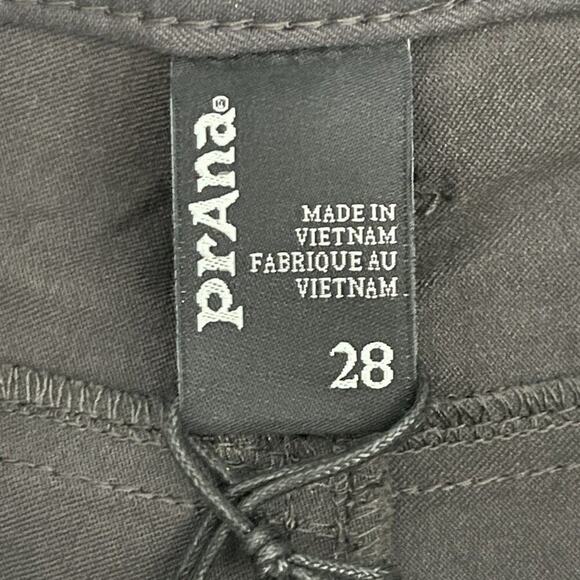 prAna®
MADE IN
VIETNAM
FABRIQUE AU
VIETNAM
28